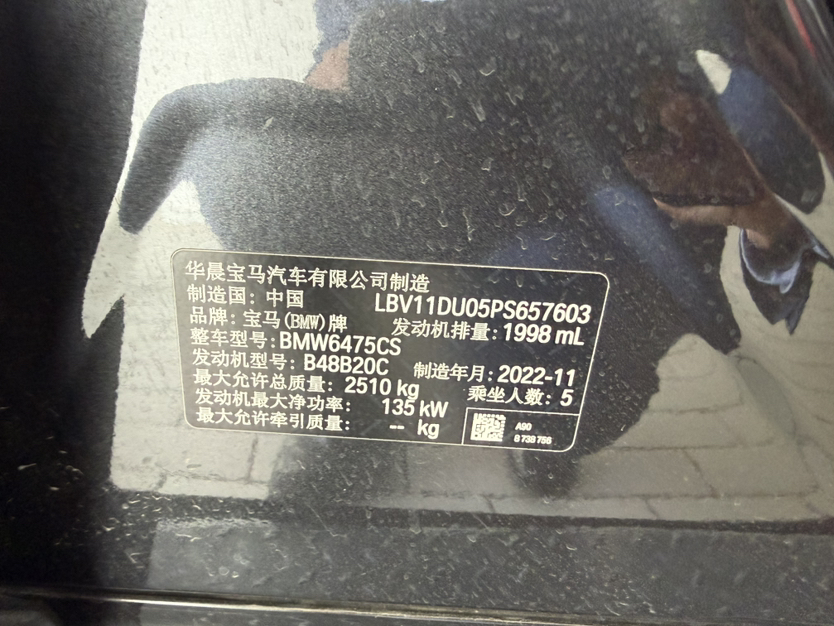 华晨宝马汽车有限公司制造
制造国: 中国 LBV11DU05PS657603
品牌: 宝马(BMW)牌 发动机排量: 1998 mL
整车型号: BMW6475CS
发动机型号: B48B20C 制造年月: 2022-11
最大允许总质量: 2510 kg 乘坐人数: 5
发动机最大净功率: 135 kW
最大允许牵引质量: -- kg
A90
8 738 756